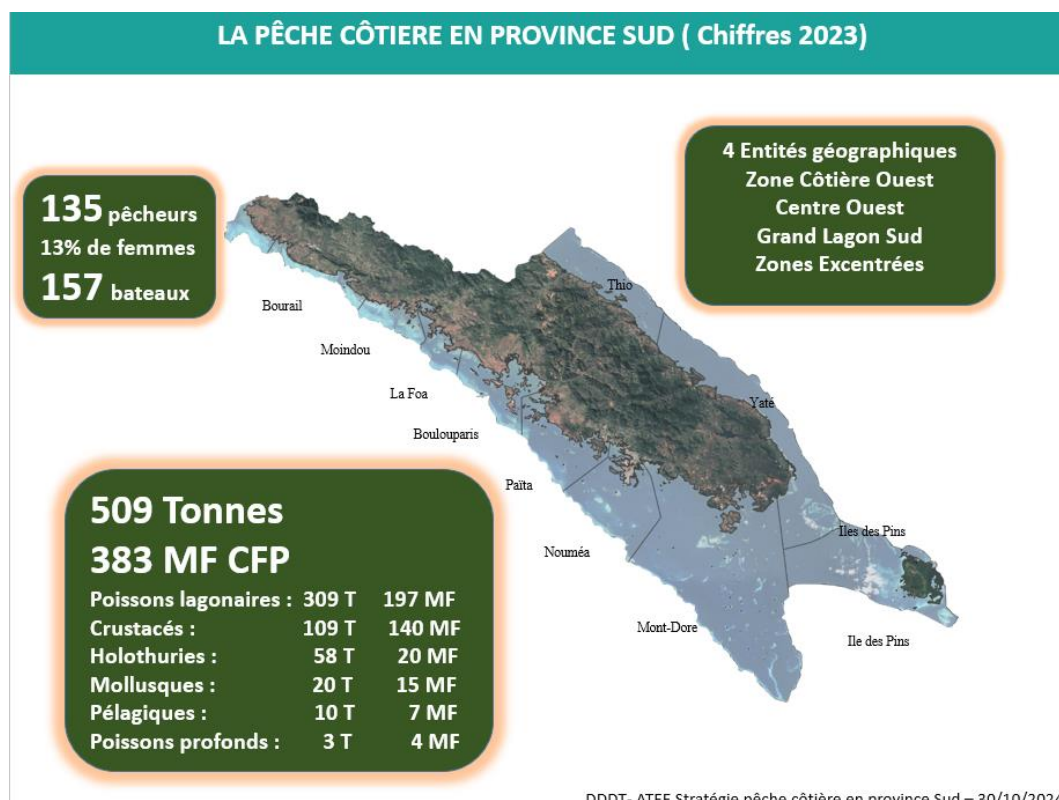 LA PÊCHE CÔTIERE EN PROVINCE SUD ( Chiffres 2023)
135 pêcheurs
13% de femmes
157 bateaux
4 Entités géographiques
Zone Côtière Ouest
Centre Ouest
Grand Lagon Sud
Zones Excentrées
Thio
Bourail
Moindou
La Foa
Yaté
Boulouparis
Païta
Nouméa
Iles des Pins
Mont-Dore
Ile des Pins
509 Tonnes
383 MF CFP
Poissons lagonaires : 309 T 197 MF
Crustacés : 109 T 140 MF
Holothuries : 58 T 20 MF
Mollusques : 20 T 15 MF
Pélagiques : 10 T 7 MF
Poissons profonds : 3 T 4 MF
DDDT- ATEF Stratégie pêche côtière en province Sud – 30/10/2024